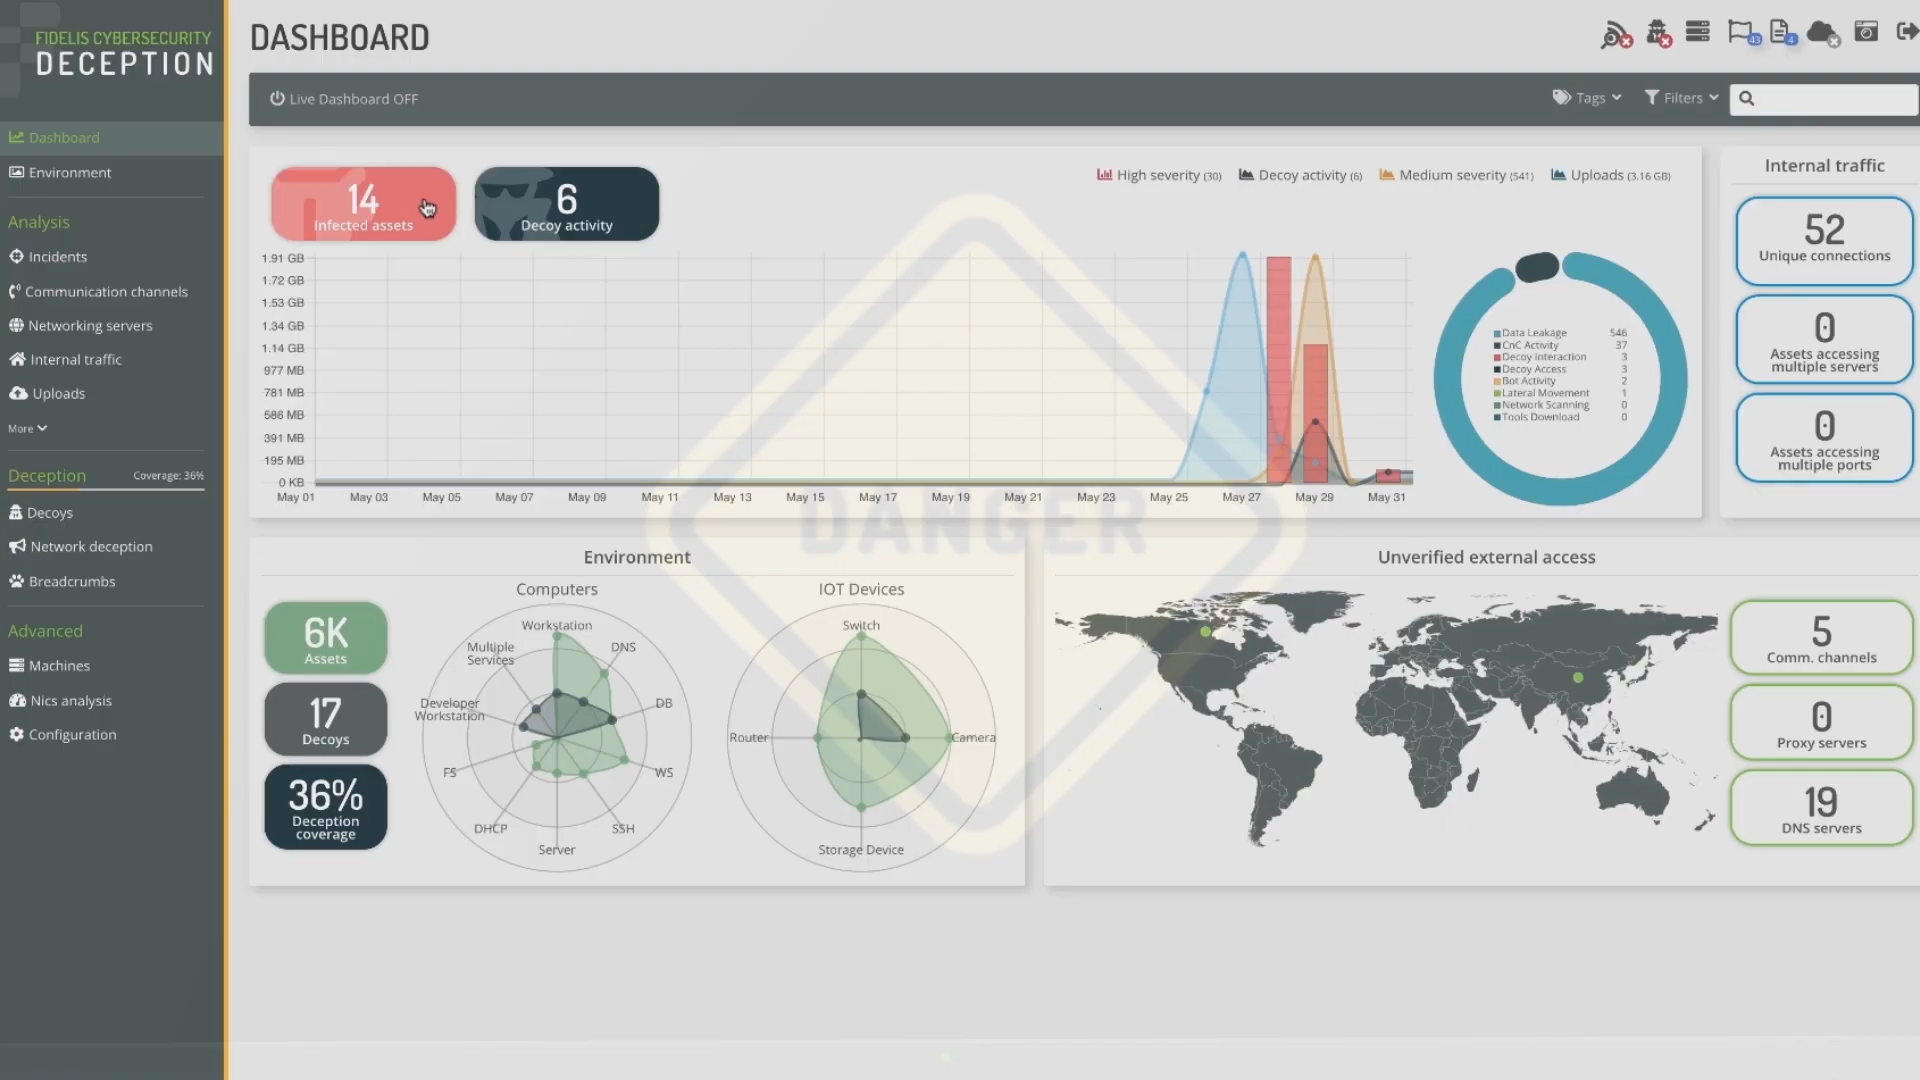 FIDELIS CYBERSECURITY
DECEPTION
Dashboard
Environment
Analysis
Incidents
Communication channels
Networking servers
Internal traffic
Uploads
More
Deception Coverage: 36%
Decoys
Network deception
Breadcrumbs
Advanced
Machines
Nics analysis
Configuration
DASHBOARD
43 4
Live Dashboard OFF
Tags Filters
14
Infected assets
6
Decoy activity
High severity (30) Decoy activity (6) Medium severity (541) Uploads (3.16 GB)
1.91 GB
1.72 GB
1.53 GB
1.34 GB
1.14 GB
977 MB
781 MB
586 MB
391 MB
195 MB
0 KB
May 01 May 03 May 05 May 07 May 09 May 11 May 13 May 15 May 17 May 19 May 21 May 23 May 25 May 27 May 29 May 31
Data Leakage 546
CnC Activity 37
Decoy Interaction 3
Decoy Access 3
Bot Activity 2
Lateral Movement 1
Network Scanning 0
Tools Download 0
Internal traffic
52
Unique connections
0
Assets accessing
multiple servers
0
Assets accessing
multiple ports
DANGER
Environment
6K
Assets
17
Decoys
36%
Deception
coverage
Computers
Workstation
DNS
DB
WS
SSH
Server
DHCP
FS
Developer
Workstation
Multiple
Services
IOT Devices
Switch
Camera
Storage Device
Router
Unverified external access
5
Comm. channels
0
Proxy servers
19
DNS servers